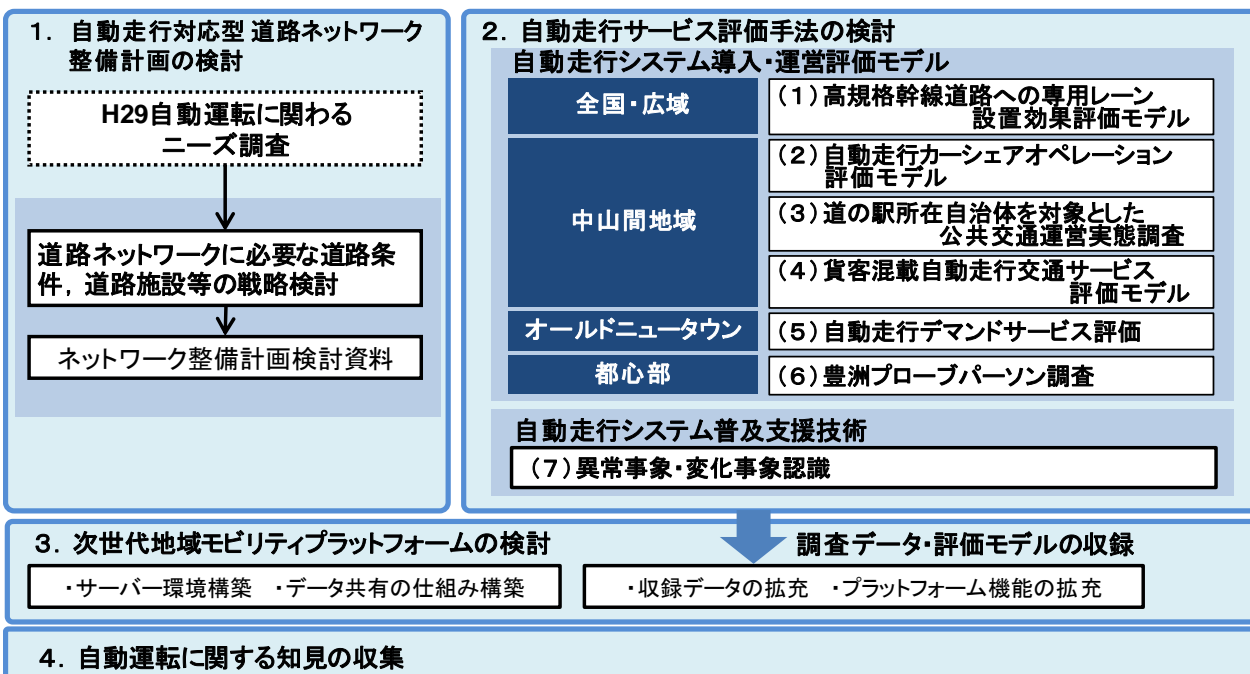 1．自動走行対応型 道路ネットワーク
整備計画の検討
H29自動運転に関わる
ニーズ調査
道路ネットワークに必要な道路条
件，道路施設等の戦略検討
ネットワーク整備計画検討資料
2．自動走行サービス評価手法の検討
自動走行システム導入・運営評価モデル
全国・広域
（1）高規格幹線道路への専用レーン
設置効果評価モデル
中山間地域
（2）自動走行カーシェアオペレーション
評価モデル
（3）道の駅所在自治体を対象とした
公共交通運営実態調査
（4）貨客混載自動走行交通サービス
評価モデル
オールドニュータウン
（5）自動走行デマンドサービス評価
都心部
（6）豊洲プローブパーソン調査
自動走行システム普及支援技術
（7）異常事象・変化事象認識
3．次世代地域モビリティプラットフォームの検討
・サーバー環境構築 ・データ共有の仕組み構築
調査データ・評価モデルの収録
・収録データの拡充 ・プラットフォーム機能の拡充
4．自動運転に関する知見の収集